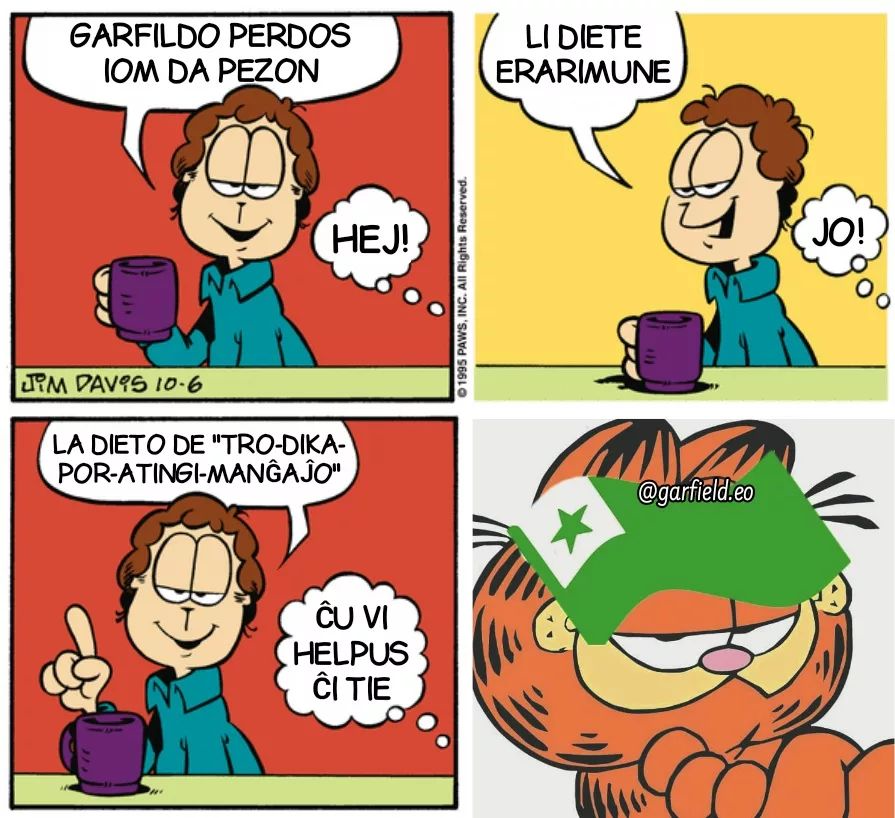 GARFILDO PERDOS
IOM DA PEZON
HEJ!
JIM DAVIS 10-6
©1995 PAWS, INC. All Rights Reserved.
LI DIETE
ERARIMUNE
JO!
LA DIETO DE "TRO-DIKA-
POR-ATINGI-MANĜAĴO"
ĈU VI
HELPUS
ĈI TIE
@garfield.eo